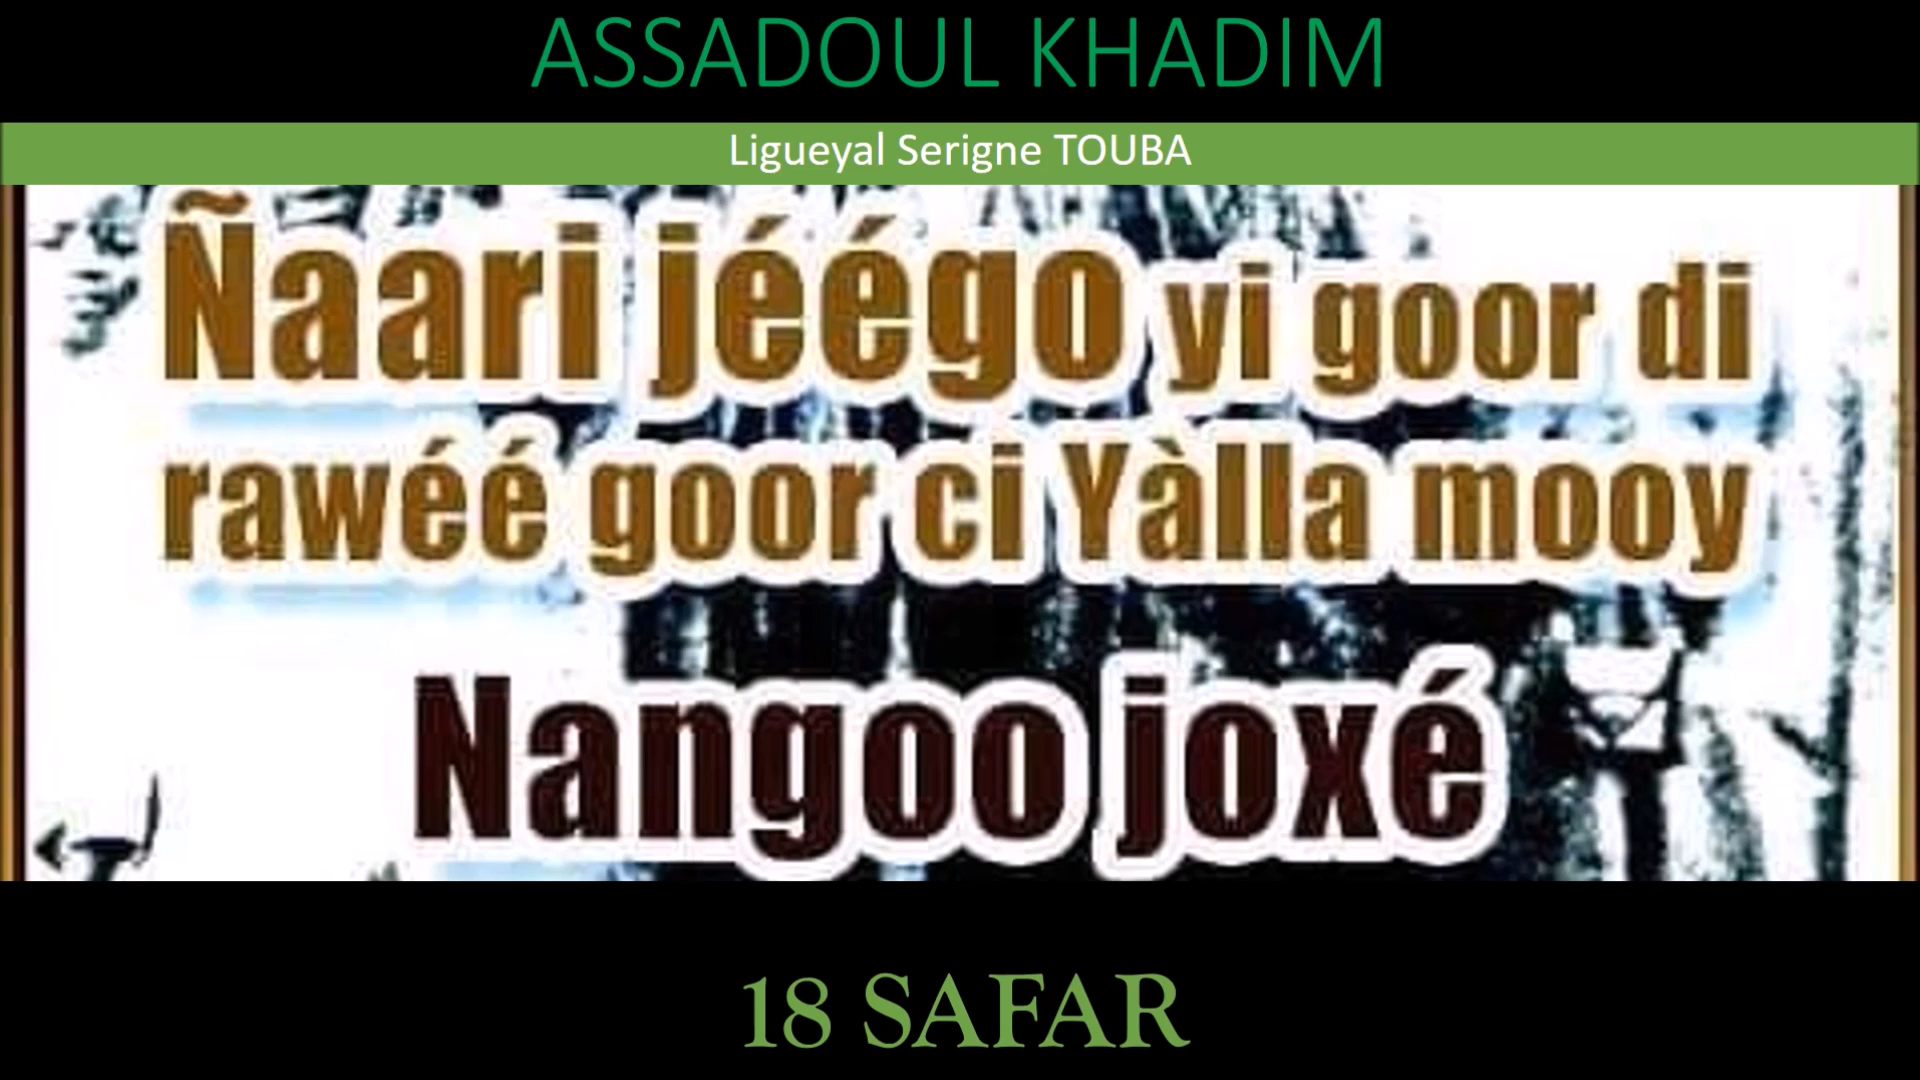 ASSADOUL KHADIM
Ligueyal Serigne TOUBA
Ñaari jéégo yi goor di
rawéé goor ci Yàlla mooy
Nangoo joxé
18 SAFAR